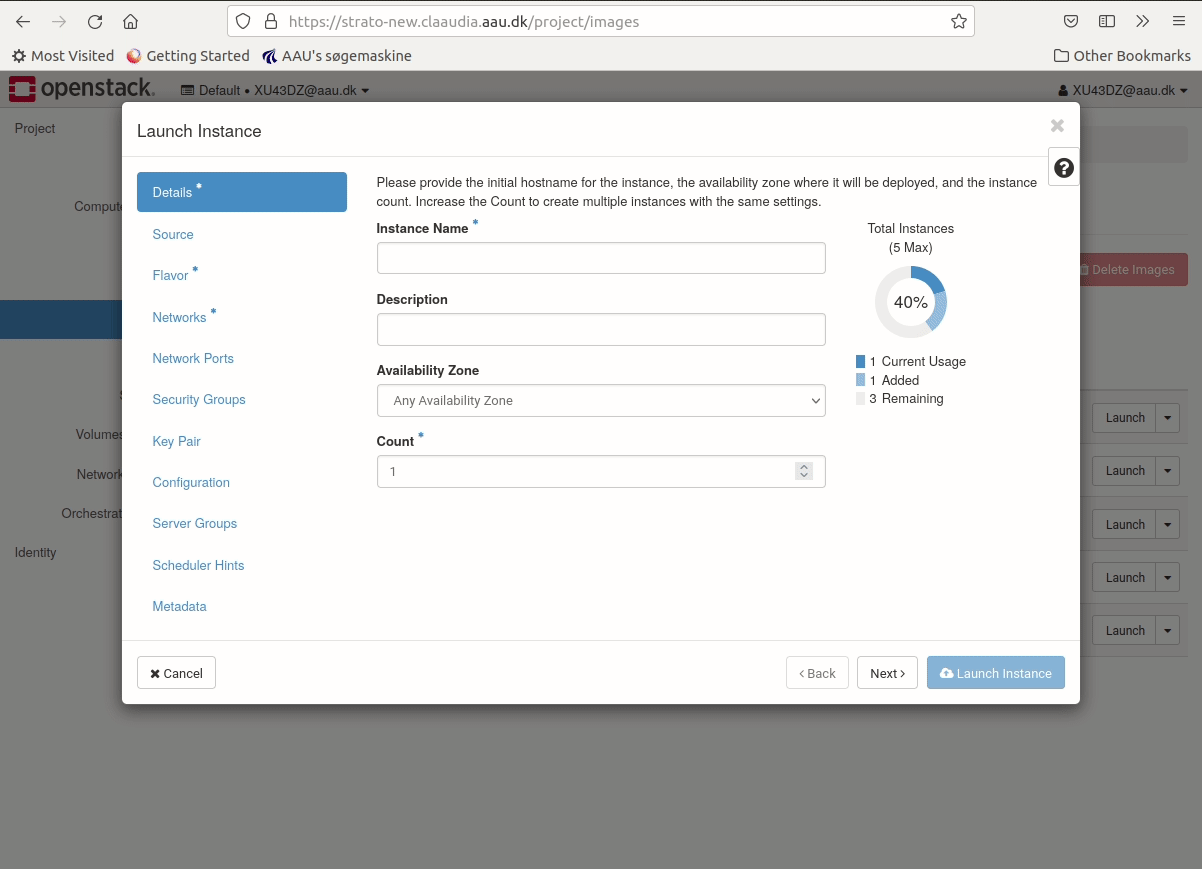 https://strato-new.claaudia.aau.dk/project/images
Most Visited Getting Started AAU's søgemaskine Other Bookmarks
openstack. Default • XU43DZ@aau.dk XU43DZ@aau.dk
Project
Launch Instance
Details *
Source
Flavor *
Networks *
Network Ports
Security Groups
Key Pair
Configuration
Server Groups
Scheduler Hints
Metadata
Please provide the initial hostname for the instance, the availability zone where it will be deployed, and the instance
count. Increase the Count to create multiple instances with the same settings.
Instance Name *
Description
Availability Zone
Any Availability Zone
Count *
1
Total Instances
(5 Max)
40%
1 Current Usage
1 Added
3 Remaining
Cancel
< Back
Next >
Launch Instance
Volumes
Network
Identity
Delete Images
Launch
Launch
Launch
Launch
Launch